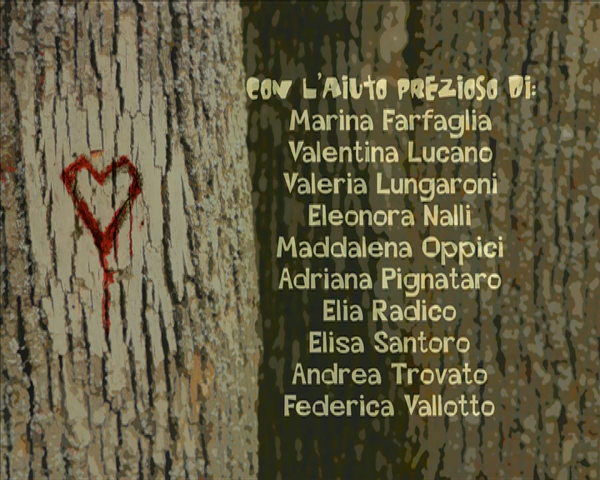 CON L'AIUTO PREZIOSO DI:
Marina Farfaglia
Valentina Lucano
Valeria Lungaroni
Eleonora Nalli
Maddalena Oppici
Adriana Pignataro
Elia Radico
Elisa Santoro
Andrea Trovato
Federica Vallotto